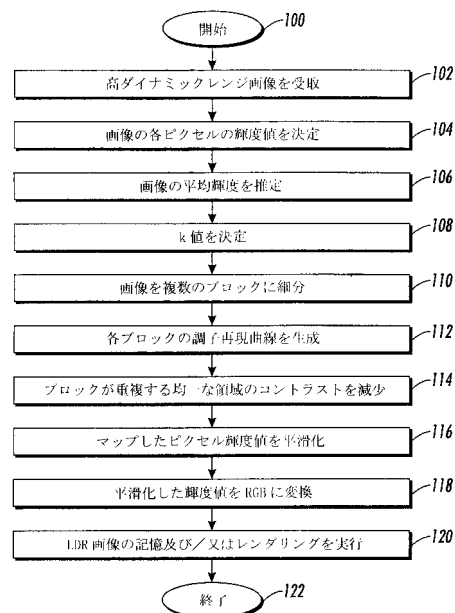 開始
100
高ダイナミックレンジ画像を受取
102
画像の各ピクセルの輝度値を決定
104
画像の平均輝度を推定
106
k 値を決定
108
画像を複数のブロックに細分
110
各ブロックの調子再現曲線を生成
112
ブロックが重複する均一な領域のコントラストを減少
114
マップしたピクセル輝度値を平滑化
116
平滑化した輝度値を RGB に変換
118
LDR 画像の記憶及び/又はレンダリングを実行
120
終了
122